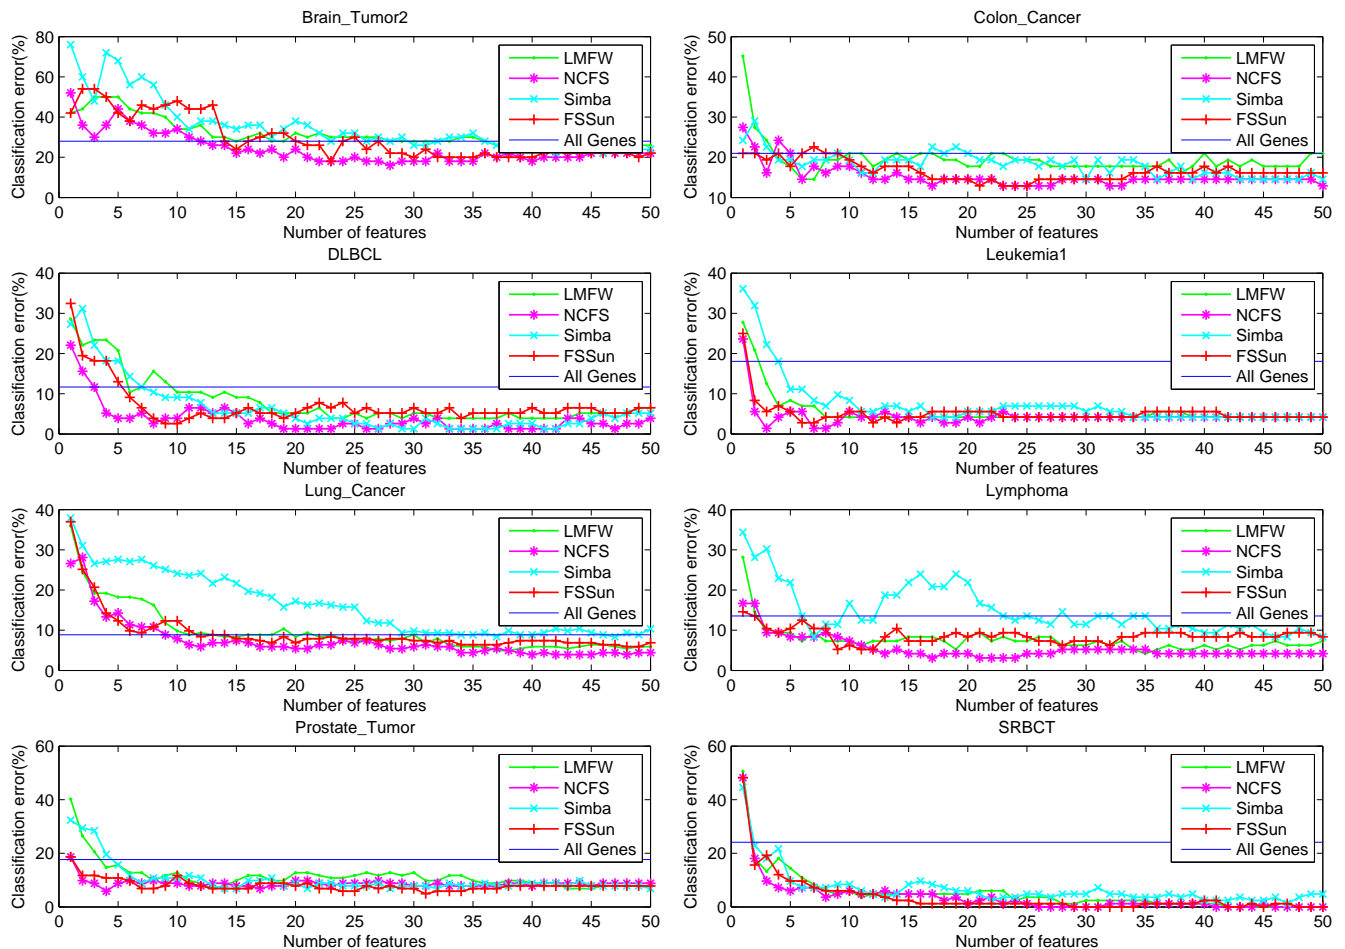 Brain_Tumor2
Classification error(%)
80
60
40
20
0
0 5 10 15 20 25 30 35 40 45 50
Number of features
LMFW
NCFS
Simba
FSSun
All Genes
Colon_Cancer
Classification error(%)
50
40
30
20
10
0 5 10 15 20 25 30 35 40 45 50
Number of features
LMFW
NCFS
Simba
FSSun
All Genes
DLBCL
Classification error(%)
40
30
20
10
0
0 5 10 15 20 25 30 35 40 45 50
Number of features
LMFW
NCFS
Simba
FSSun
All Genes
Leukemia1
Classification error(%)
40
30
20
10
0
0 5 10 15 20 25 30 35 40 45 50
Number of features
LMFW
NCFS
Simba
FSSun
All Genes
Lung_Cancer
Classification error(%)
40
30
20
10
0
0 5 10 15 20 25 30 35 40 45 50
Number of features
LMFW
NCFS
Simba
FSSun
All Genes
Lymphoma
Classification error(%)
40
30
20
10
0
0 5 10 15 20 25 30 35 40 45 50
Number of features
LMFW
NCFS
Simba
FSSun
All Genes
Prostate_Tumor
Classification error(%)
60
40
20
0
0 5 10 15 20 25 30 35 40 45 50
Number of features
LMFW
NCFS
Simba
FSSun
All Genes
SRBCT
Classification error(%)
60
40
20
0
0 5 10 15 20 25 30 35 40 45 50
Number of features
LMFW
NCFS
Simba
FSSun
All Genes